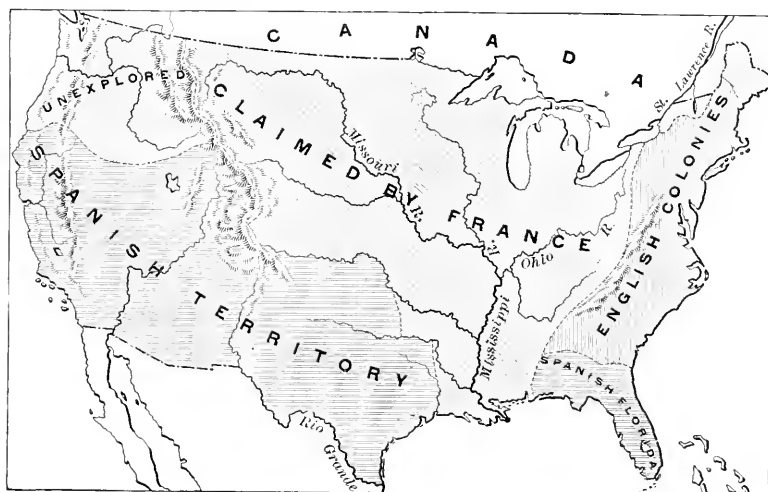 CANADA
UNEXPLORED
CLAIMED BY FRANCE
SPANISH TERRITORY
ENGLISH COLONIES
SPANISH FLORIDA
St. Lawrence R.
Missouri R.
Mississippi R.
Ohio R.
Rio Grande